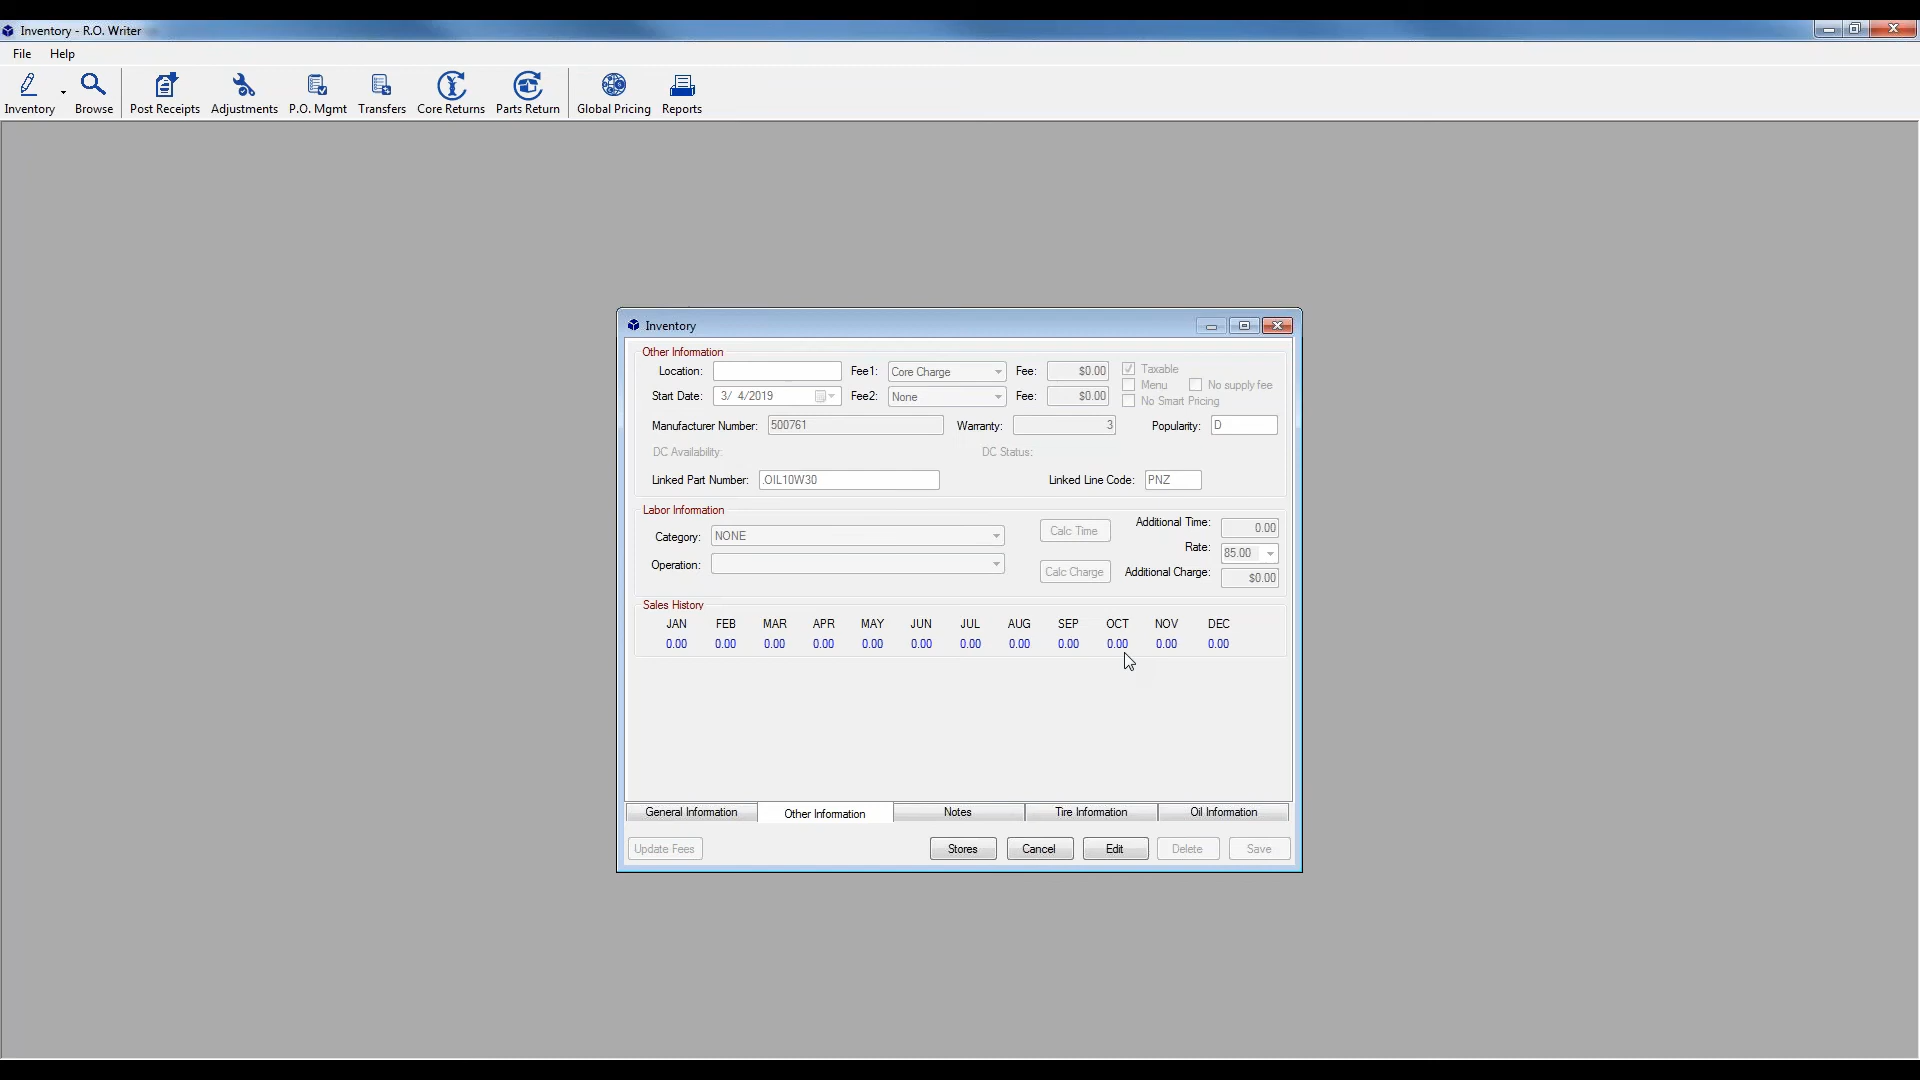 Inventory - R.O. Writer
File Help
Inventory Browse Post Receipts Adjustments P.O. Mgmt Transfers Core Returns Parts Return Global Pricing Reports
Inventory
Other Information
Location: Fee1: Core Charge Fee: $0.00 Taxable
Menu No supply fee
Start Date: 3/ 4/2019 Fee2: None Fee: $0.00 No Smart Pricing
Manufacturer Number: 500761 Warranty: 3 Popularity: D
DC Availability: DC Status:
Linked Part Number: .OIL10W30 Linked Line Code: PNZ
Labor Information
Category: NONE Calc Time Additional Time: 0.00
Rate: 85.00
Operation: Calc Charge Additional Charge: $0.00
Sales History
JAN FEB MAR APR MAY JUN JUL AUG SEP OCT NOV DEC
0.00 0.00 0.00 0.00 0.00 0.00 0.00 0.00 0.00 0.00 0.00 0.00
General Information Other Information Notes Tire Information Oil Information
Update Fees Stores Cancel Edit Delete Save